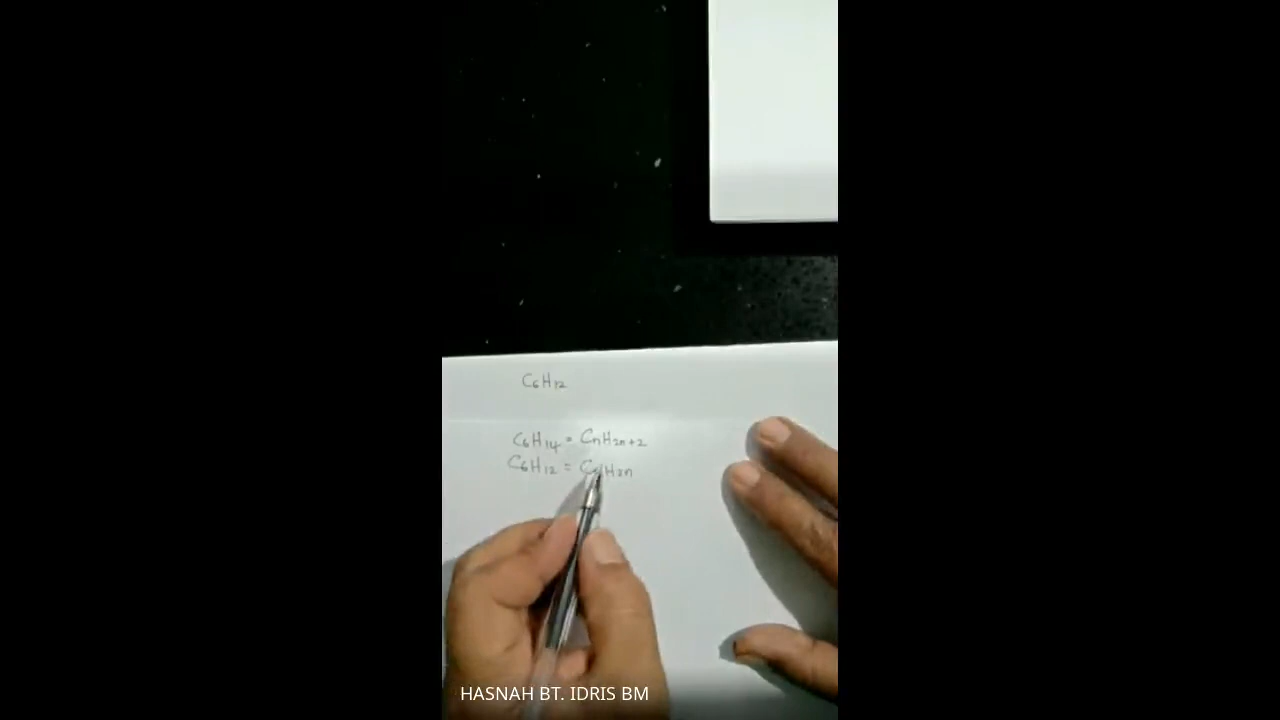 C₆H₁₂
C₆H₁₄ = CnH₂n+₂
C₆H₁₂ = CnH₂n
HASNAH BT. IDRIS BM